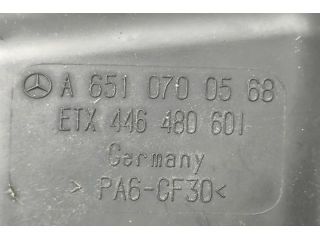 A 651 070 05 68
ETX 446 480 601
Germany
> PA6-GF30<